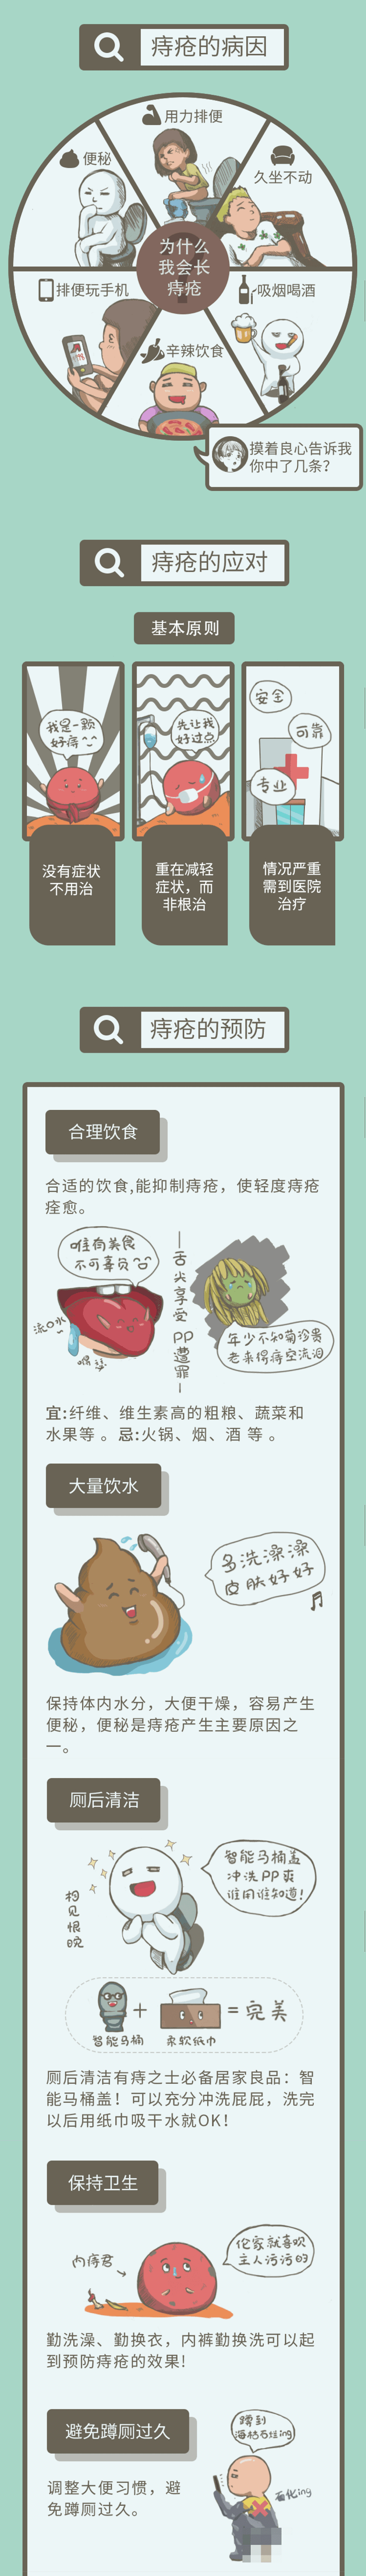 痔疮的病因
用力排便
便秘
久坐不动
为什么
我会长
痔疮
排便玩手机
吸烟喝酒
辛辣饮食
摸着良心告诉我
你中了几条？
痔疮的应对
基本原则
我是一颗
好痔^^
先让我
好过点
安全
可靠
专业
没有症状
不用治
重在减轻
症状，而
非根治
情况严重
需到医院
治疗
痔疮的预防
合理饮食
合适的饮食,能抑制痔疮，使轻度痔疮
痊愈。
唯有美食
不可辜负
流口水
舌尖享受
PP遭罪
年少不知菊珍贵
老来得痔空流泪
宜:纤维、维生素高的粗粮、蔬菜和
水果等 。忌:火锅、烟、酒 等 。
大量饮水
多洗澡澡
皮肤好好
保持体内水分，大便干燥，容易产生
便秘，便秘是痔疮产生主要原因之
一。
厕后清洁
智能马桶盖
冲洗PP爽
谁用谁知道！
相见恨晚
+
=完美
智能马桶
柔软纸巾
厕后清洁有痔之士必备居家良品：智
能马桶盖！可以充分冲洗屁屁，洗完
以后用纸巾吸干水就OK！
保持卫生
内痔君
伦家就喜欢
主人污污的
勤洗澡、勤换衣，内裤勤换洗可以起
到预防痔疮的效果!
避免蹲厕过久
蹲到
海枯石烂ing
石化ing
调整大便习惯，避
免蹲厕过久。